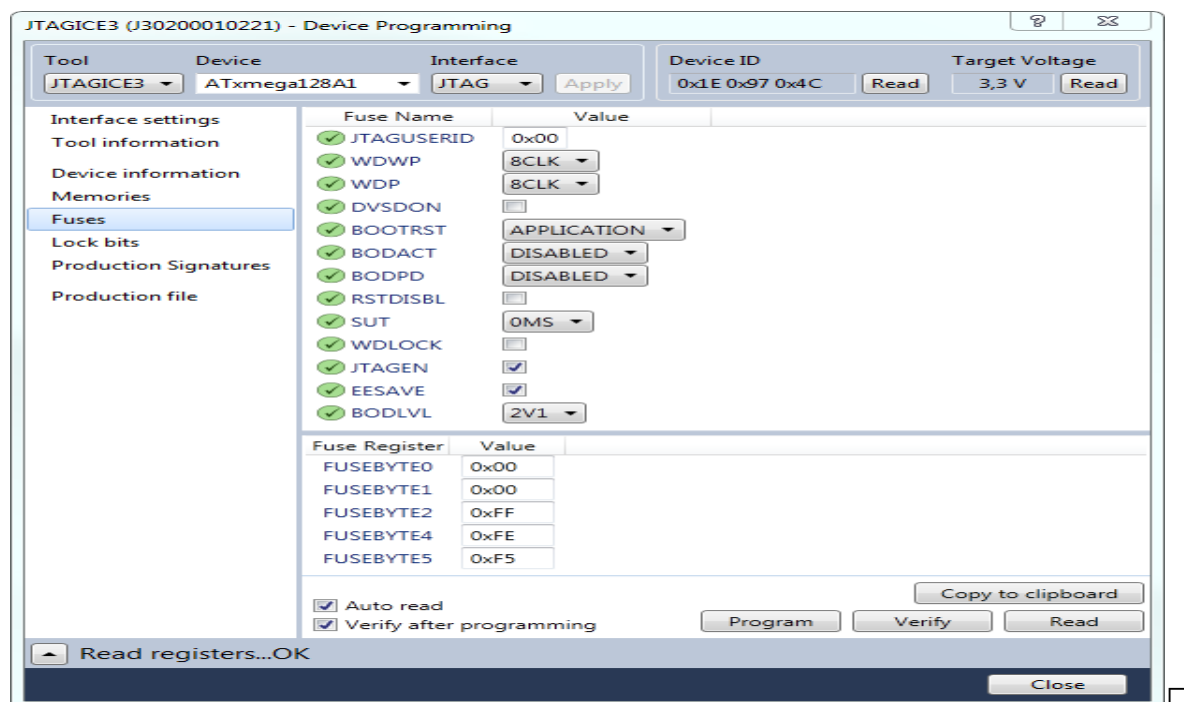 JTAGICE3 (J30200010221) - Device Programming
Tool Device Interface Device ID Target Voltage
JTAGICE3 ATxmega128A1 JTAG Apply 0x1E 0x97 0x4C Read 3,3 V Read
Interface settings
Tool information
Device information
Memories
Fuses
Lock bits
Production Signatures
Production file
Fuse Name Value
JTAGUSERID 0x00
WDWP 8CLK
WDP 8CLK
DVSDON
BOOTRST APPLICATION
BODACT DISABLED
BODPD DISABLED
RSTDISBL
SUT 0MS
WDLOCK
JTAGEN
EESAVE
BODLVL 2V1
Fuse Register Value
FUSEBYTE0 0x00
FUSEBYTE1 0x00
FUSEBYTE2 0xFF
FUSEBYTE4 0xFE
FUSEBYTE5 0xF5
Copy to clipboard
Auto read
Verify after programming Program Verify Read
Read registers...OK
Close